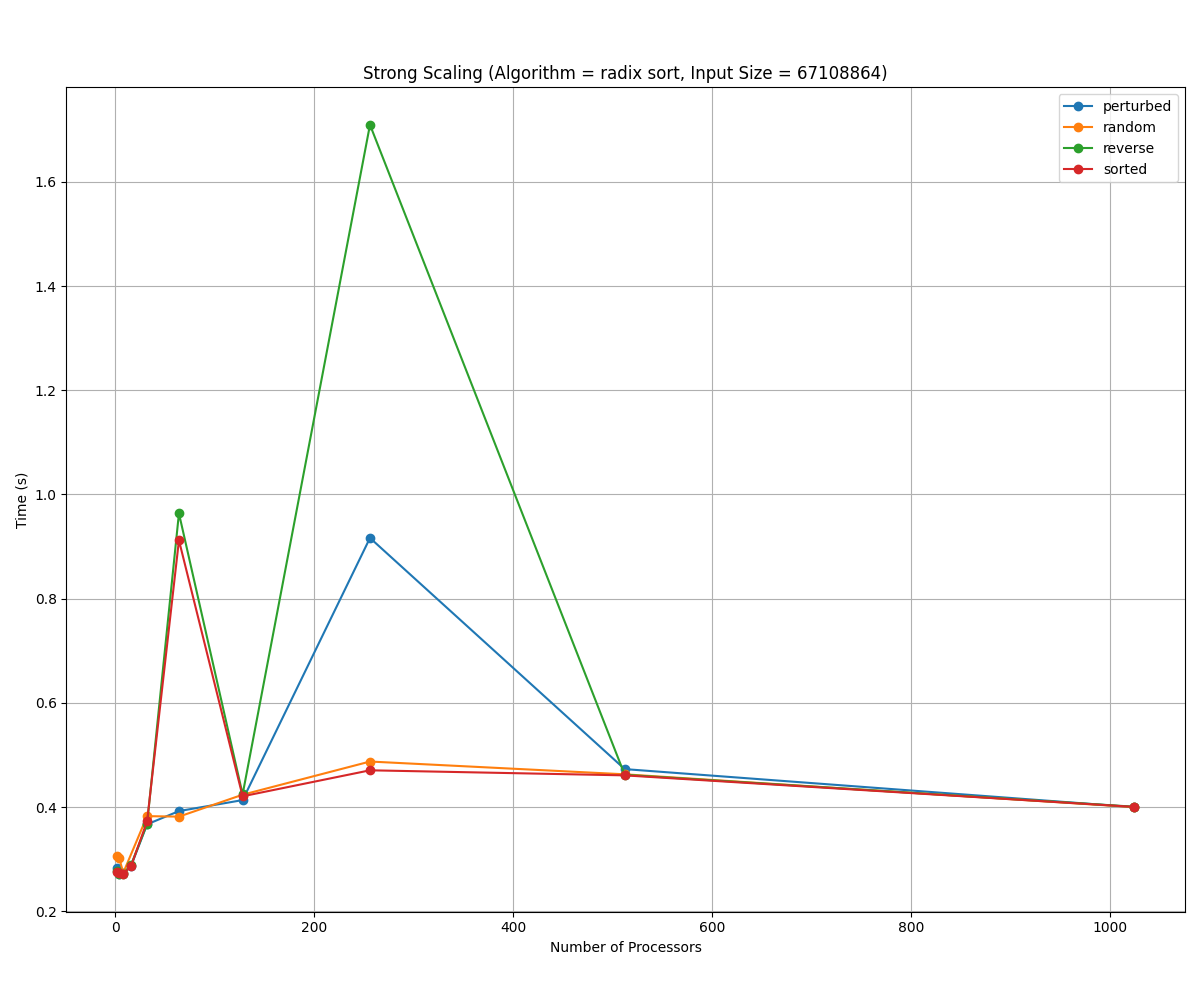 Strong Scaling (Algorithm = radix sort, Input Size = 67108864)
perturbed
random
reverse
sorted
1.6
1.4
1.2
1.0
0.8
0.6
0.4
0.2
Time (s)
0 200 400 600 800 1000
Number of Processors